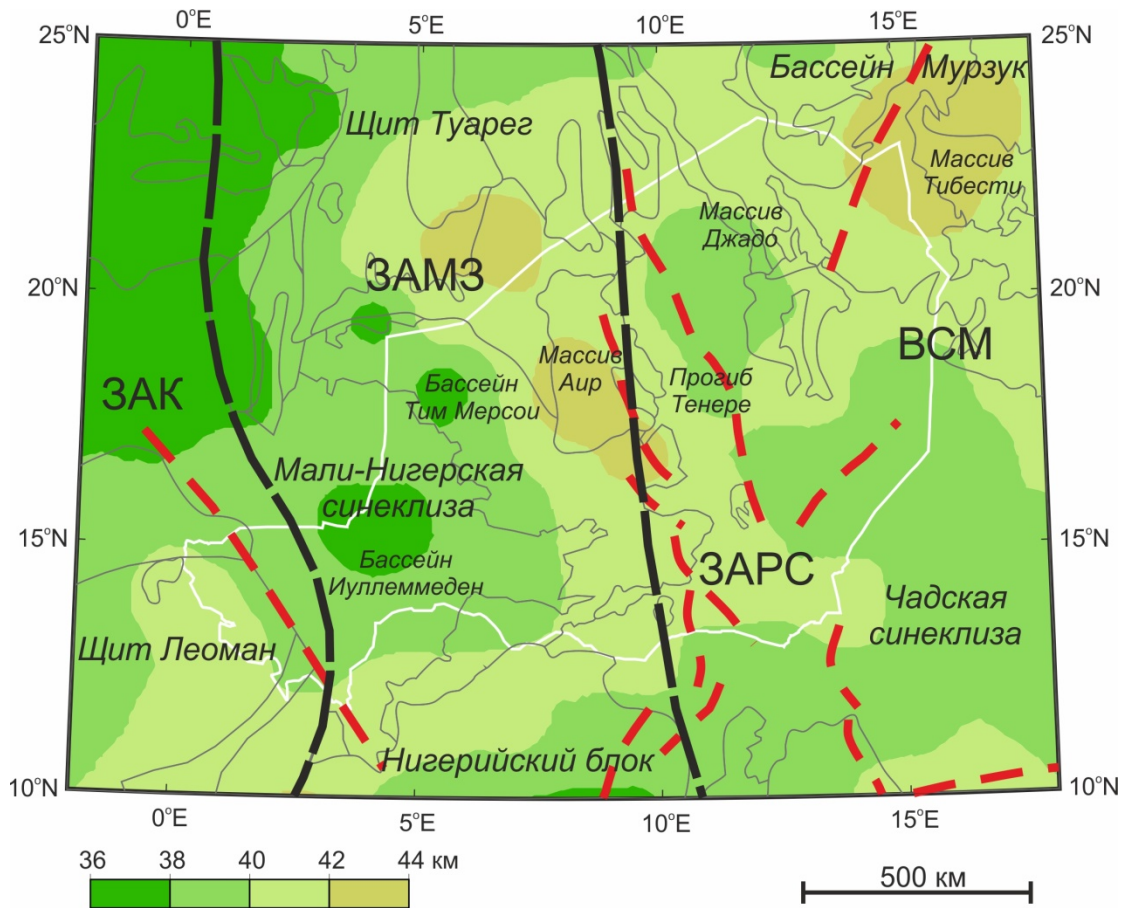 0°E 5°E 10°E 15°E
25°N 25°N
Бассейн Мурзук
Щит Туарег
Массив
Тибести
Массив
Джадо
ЗАМЗ
20°N 20°N
ВСМ
Массив
Аир
Прогиб
Тенере
Бассейн
Тим Мерсои
ЗАК
Мали-Нигерская
синеклиза
15°N 15°N
Бассейн
Иуллеммеден
ЗАРС
Чадская
синеклиза
Щит Леоман
Нигерийский блок
10°N 10°N
0°E 5°E 10°E 15°E
36 38 40 42 44 км
500 км